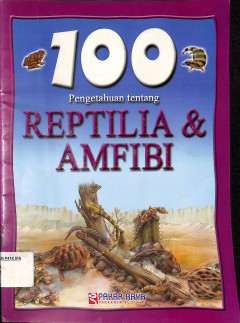 100
Pengetahuan tentang
REPTILIA &
AMFIBI
PAKAR RAYA